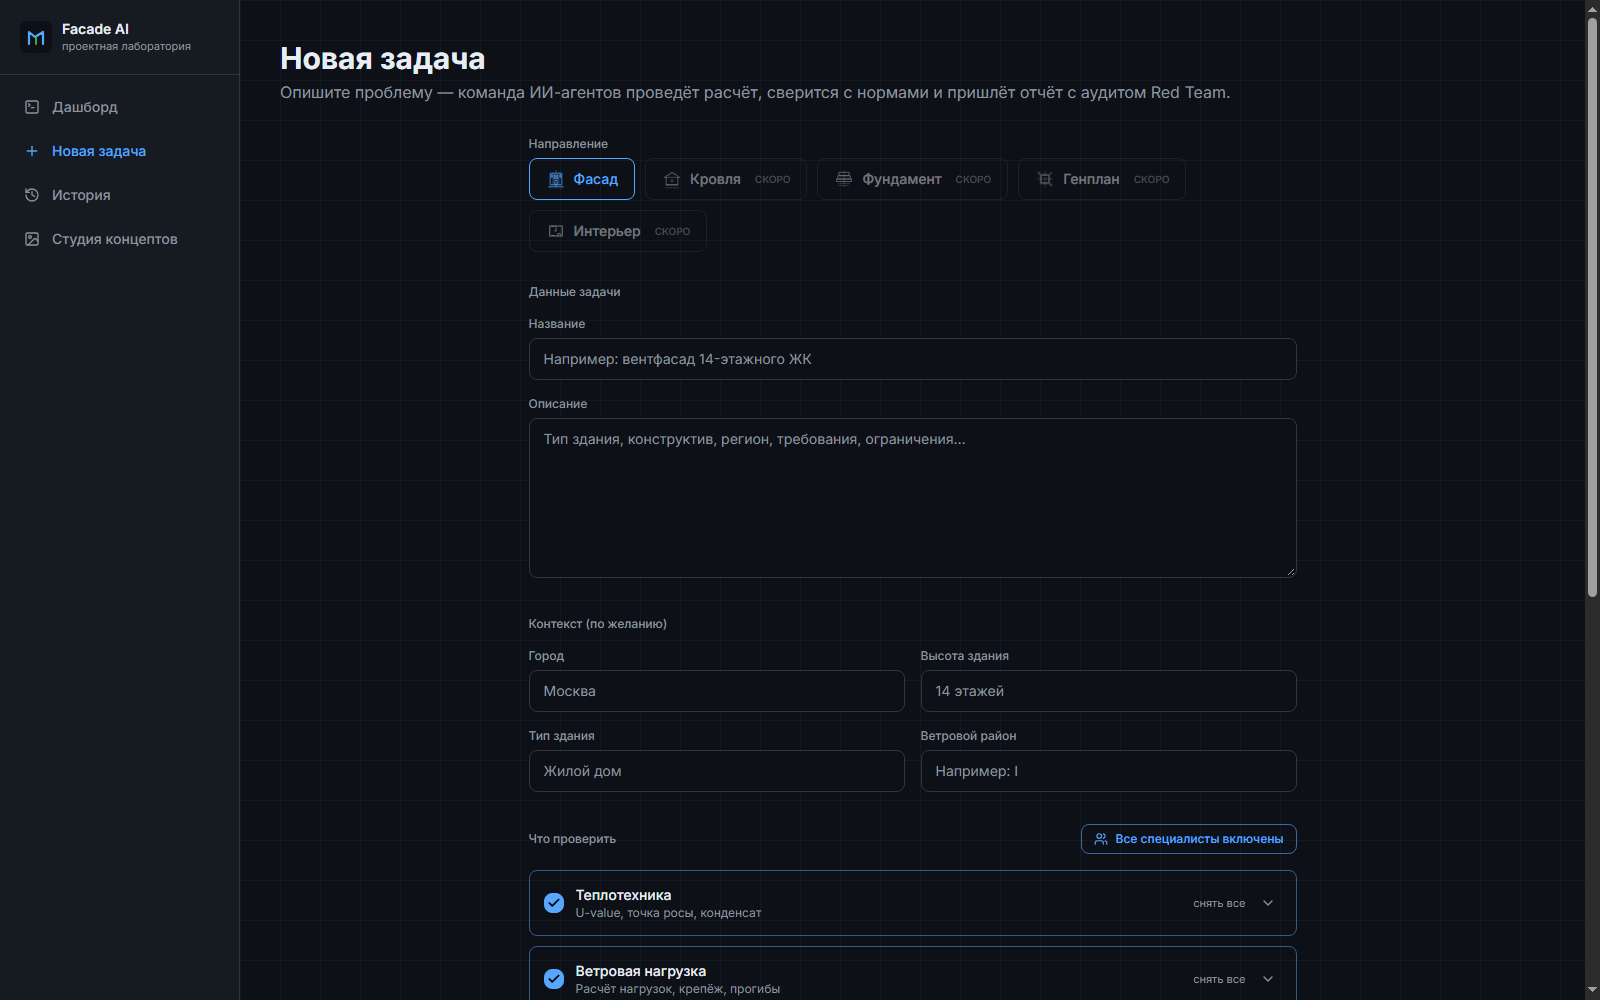 Facade AI
проектная лаборатория
Дашборд
Новая задача
История
Студия концептов
Новая задача
Опишите проблему — команда ИИ-агентов проведёт расчёт, сверится с нормами и пришлёт отчёт с аудитом Red Team.
Направление
Фасад
Кровля СКОРО
Фундамент СКОРО
Генплан СКОРО
Интерьер СКОРО
Данные задачи
Название
Например: вентфасад 14-этажного ЖК
Описание
Тип здания, конструктив, регион, требования, ограничения...
Контекст (по желанию)
Город
Высота здания
Москва
14 этажей
Тип здания
Ветровой район
Жилой дом
Например: I
Что проверить
Все специалисты включены
Теплотехника
U-value, точка росы, конденсат
снять все
Ветровая нагрузка
Расчёт нагрузок, крепёж, прогибы
снять все